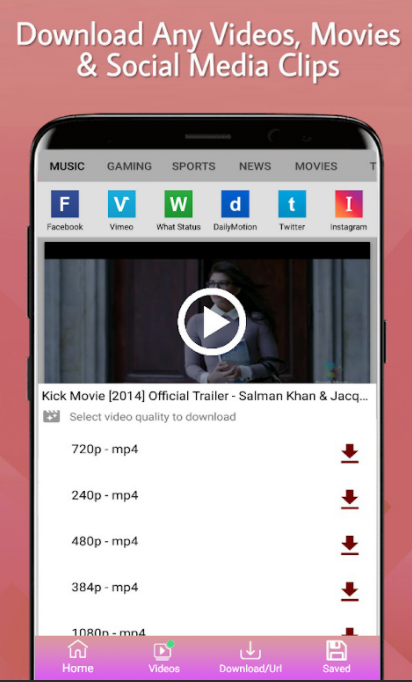 Download Any Videos, Movies
& Social Media Clips
MUSIC GAMING SPORTS NEWS MOVIES T
F V W d t I
Facebook Vimeo What Status DailyMotion Twitter Instagram
Kick Movie [2014] Official Trailer - Salman Khan & Jacq...
Select video quality to download
720p - mp4
240p - mp4
480p - mp4
384p - mp4
1080p - mp4
Home Videos Download/Url Saved